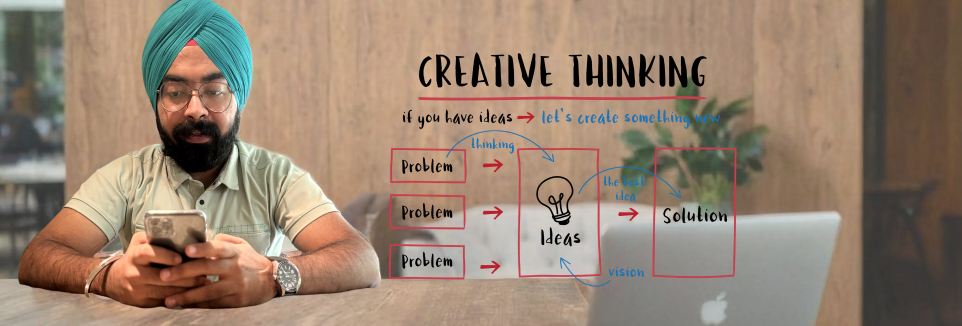 CREATIVE THINKING
if you have ideas → let's create something new
thinking
Problem
Problem
Problem
Ideas
the best
idea
Solution
vision